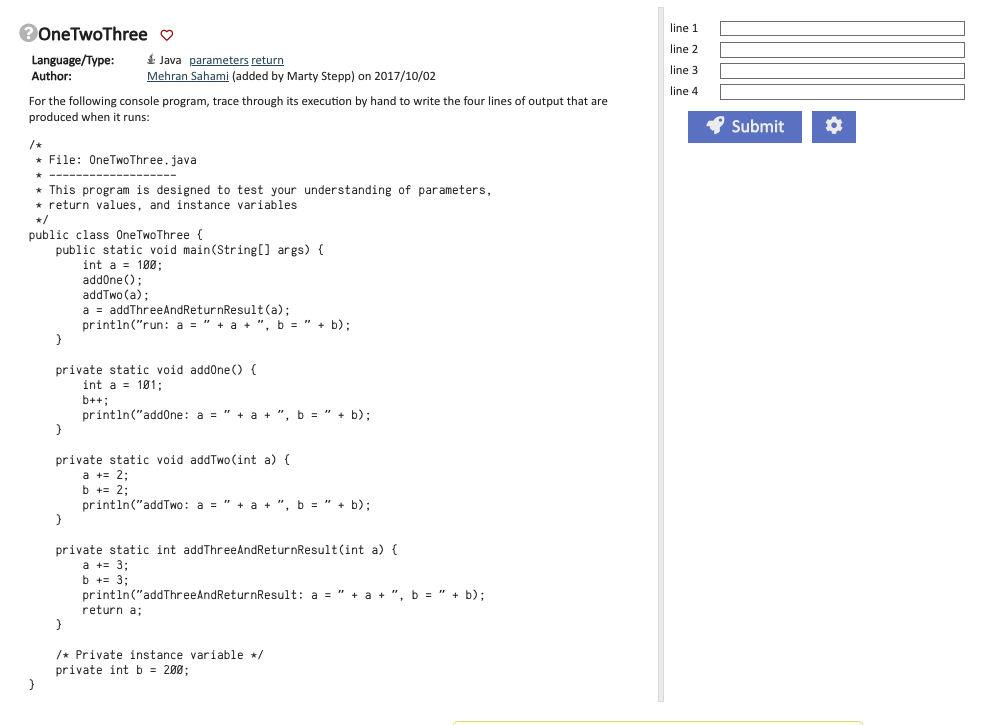 OneTwoThree
Language/Type: Java parameters return
Author: Mehran Sahami (added by Marty Stepp) on 2017/10/02
For the following console program, trace through its execution by hand to write the four lines of output that are
produced when it runs:
/*
 * File: OneTwoThree.java
 * -------------------
 * This program is designed to test your understanding of parameters,
 * return values, and instance variables
 */
public class OneTwoThree {
    public static void main(String[] args) {
        int a = 100;
        addOne();
        addTwo(a);
        a = addThreeAndReturnResult(a);
        println("run: a = " + a + ", b = " + b);
    }

    private static void addOne() {
        int a = 101;
        b++;
        println("addOne: a = " + a + ", b = " + b);
    }

    private static void addTwo(int a) {
        a += 2;
        b += 2;
        println("addTwo: a = " + a + ", b = " + b);
    }

    private static int addThreeAndReturnResult(int a) {
        a += 3;
        b += 3;
        println("addThreeAndReturnResult: a = " + a + ", b = " + b);
        return a;
    }

    /* Private instance variable */
    private int b = 200;
}
line 1
line 2
line 3
line 4
Submit